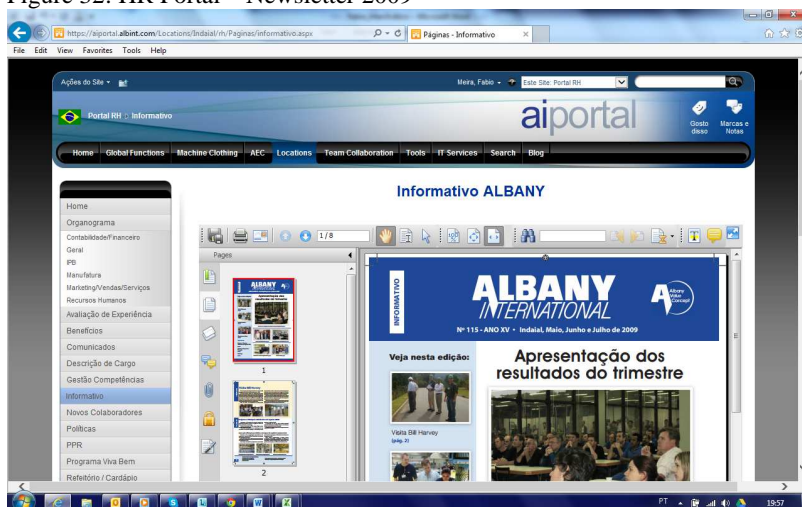 Figure 32: HR Portal – Newsletter 2009
https://aiportal.albint.com/Locations/Indaial/rh/Paginas/informativo.aspx
Páginas - Informativo
File Edit View Favorites Tools Help
Ações do Site
Meira, Fabio
Este Site: Portal RH
Portal RH : Informativo
aiportal
Gosto disso
Marcas e Notas
Home Global Functions Machine Clothing AEC Locations Team Collaboration Tools IT Services Search Blog
Informativo ALBANY
Home
Organograma
Contabilidade/Financeiro
Geral
IPB
Manufatura
Marketing/Vendas/Serviços
Recursos Humanos
Avaliação de Experiência
Benefícios
Comunicados
Descrição de Cargo
Gestão Competências
Informativo
Novos Colaboradores
Políticas
PPR
Programa Viva Bem
Refeitório / Cardápio
1/8
Pages
1
2
INFORMATIVO
ALBANY
INTERNATIONAL
Albany
Value
Concept
Nº 115 - ANO XV • Indaial, Maio, Junho e Julho de 2009
Veja nesta edição:
Visita Bill Harvey
(pág. 2)
Apresentação dos
resultados do trimestre
PT
19:57